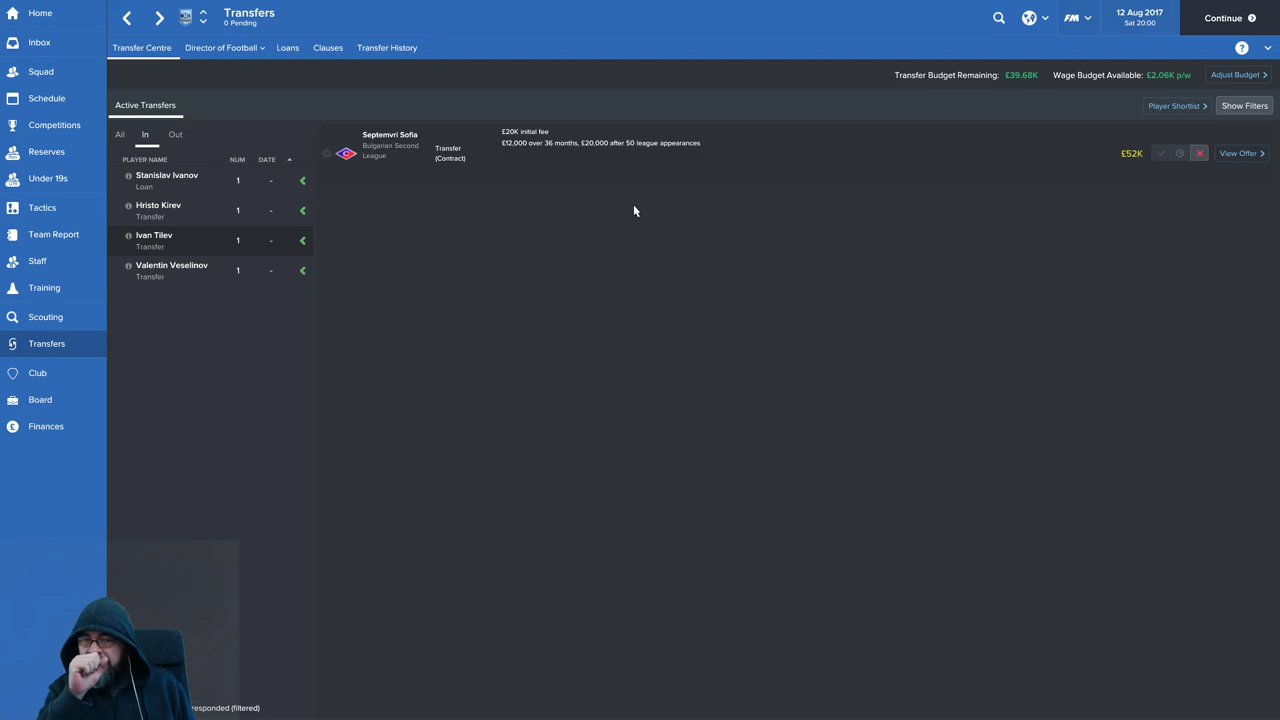 Home
Inbox
Squad
Schedule
Competitions
Reserves
Under 19s
Tactics
Team Report
Staff
Training
Scouting
Transfers
Club
Board
Finances
Transfers
0 Pending
FM
12 Aug 2017
Sat 20:00
Continue
Transfer Centre
Director of Football
Loans
Clauses
Transfer History
?
Transfer Budget Remaining: £39.68K
Wage Budget Available: £2.06K p/w
Adjust Budget
Active Transfers
Player Shortlist
Show Filters
All
In
Out
PLAYER NAME
NUM
DATE
Stanislav Ivanov
Loan
1
-
Hristo Kirev
Transfer
1
-
Ivan Tilev
Transfer
1
-
Valentin Veselinov
Transfer
1
-
Septemvri Sofia
Bulgarian Second
League
Transfer
(Contract)
£20K initial fee
£12,000 over 36 months, £20,000 after 50 league appearances
£52K
View Offer
responded (filtered)